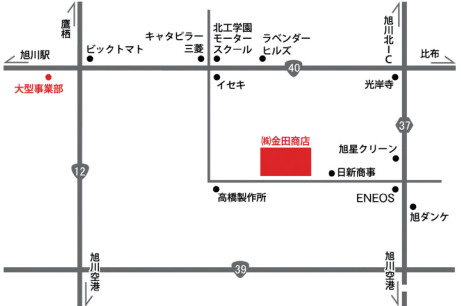 鷹栖
旭川北IC
旭川駅
比布
ビックトマト
キャタピラー
三菱
北工学園
モーター
スクール
ラベンダー
ヒルズ
40
大型事業部
イセキ
光岸寺
37
㈱金田商店
旭星クリーン
日新商事
12
高橋製作所
ENEOS
旭ダンケ
39
旭川空港
旭川空港